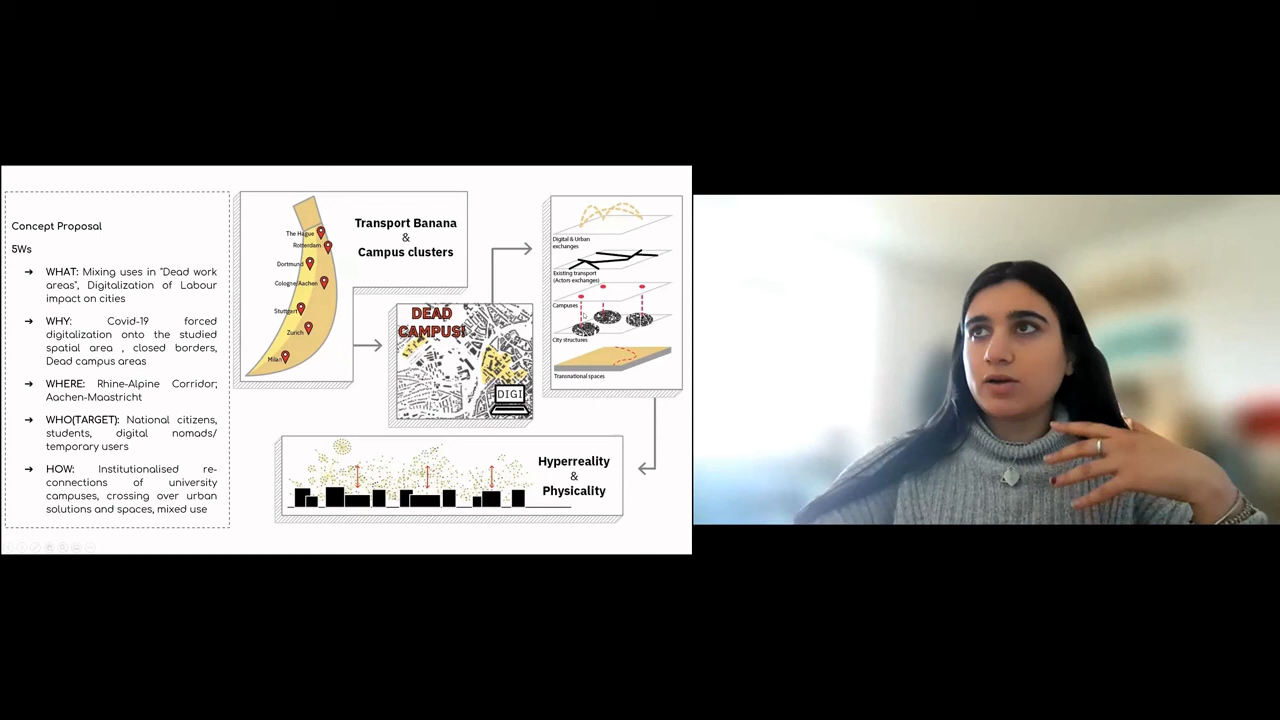 Concept Proposal
5Ws
➔ WHAT: Mixing uses in "Dead work
areas", Digitalization of Labour
impact on cities
➔ WHY: Covid-19 forced
digitalization onto the studied
spatial area , closed borders,
Dead campus areas
➔ WHERE: Rhine-Alpine Corridor;
Aachen-Maastricht
➔ WHO(TARGET): National citizens,
students, digital nomads/
temporary users
➔ HOW: Institutionalised re-
connections of university
campuses, crossing over urban
solutions and spaces, mixed use
Transport Banana
&
Campus clusters
The Hague
Rotterdam
Dortmund
Cologne/Aachen
Stuttgart
Zurich
Milan
DEAD
CAMPUS!
DIGI
Digital & Urban
exchanges
Existing transport
(Actors exchanges)
Campuses
City structures
Transnational spaces
Hyperreality
&
Physicality